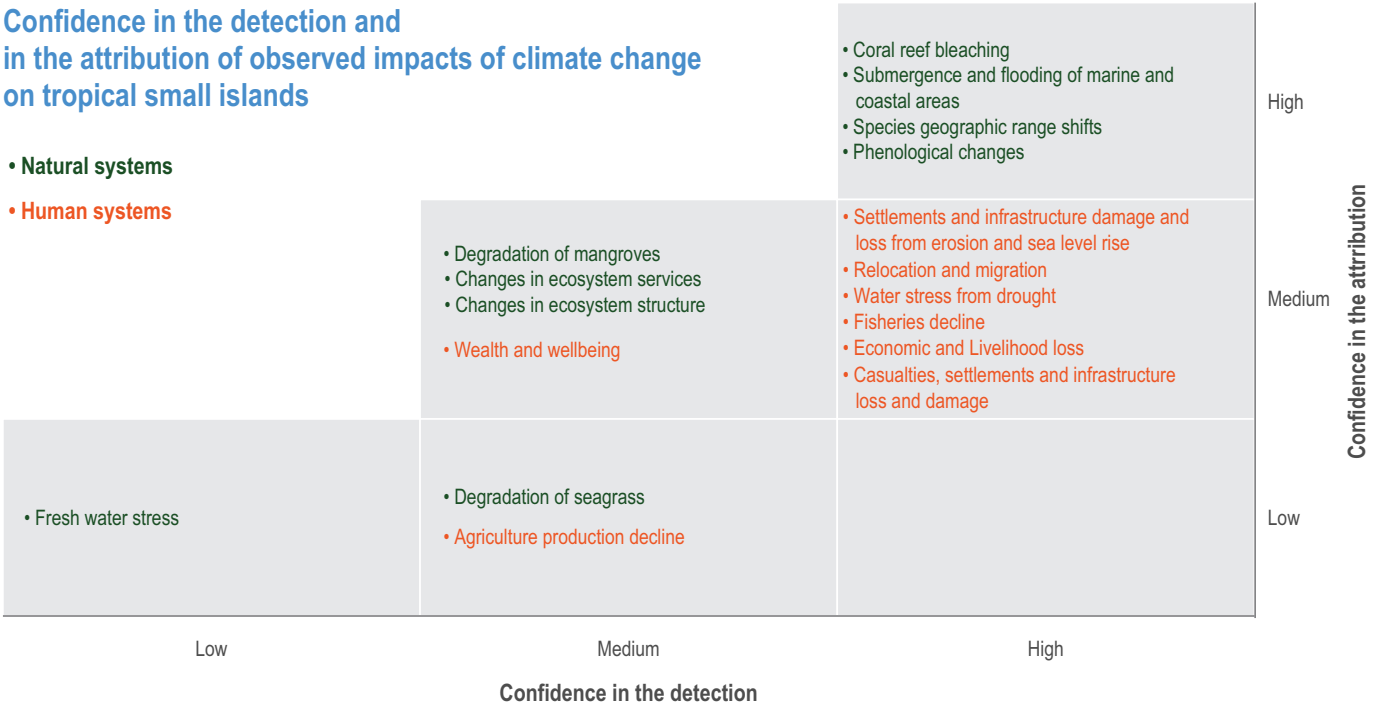 Confidence in the detection and
in the attribution of observed impacts of climate change
on tropical small islands
• Natural systems
• Human systems
• Coral reef bleaching
• Submergence and flooding of marine and
coastal areas
• Species geographic range shifts
• Phenological changes
High
• Degradation of mangroves
• Changes in ecosystem services
• Changes in ecosystem structure
• Wealth and wellbeing
• Settlements and infrastructure damage and
loss from erosion and sea level rise
• Relocation and migration
• Water stress from drought
• Fisheries decline
• Economic and Livelihood loss
• Casualties, settlements and infrastructure
loss and damage
Medium
• Fresh water stress
• Degradation of seagrass
• Agriculture production decline
Low
Confidence in the attrribution
Low
Medium
High
Confidence in the detection